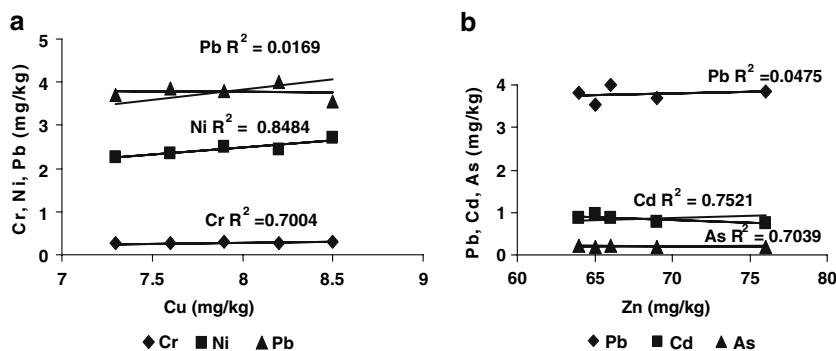 a
Cr, Ni, Pb (mg/kg)
5
4
3
2
1
0
Pb R² = 0.0169
Ni R² = 0.8484
Cr R² =0.7004
7
7.5
8
8.5
9
Cu (mg/kg)
Cr Ni Pb
b
Pb, Cd, As (mg/kg)
5
4
3
2
1
0
Pb R² =0.0475
Cd R² = 0.7521
As R² = 0.7039
60
65
70
75
80
Zn (mg/kg)
Pb Cd As